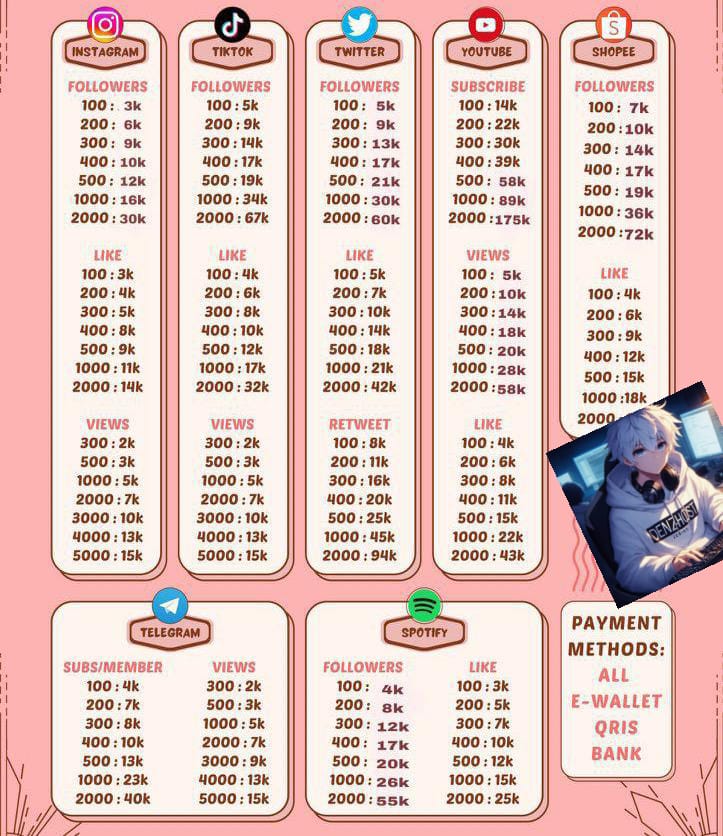 INSTAGRAM
FOLLOWERS
100 : 3k
200 : 6k
300 : 9k
400 : 10k
500 : 12k
1000 : 16k
2000 : 30k
LIKE
100 : 3k
200 : 4k
300 : 5k
400 : 8k
500 : 9k
1000 : 11k
2000 : 14k
VIEWS
300 : 2k
500 : 3k
1000 : 5k
2000 : 7k
3000 : 10k
4000 : 13k
5000 : 15k
TIKTOK
FOLLOWERS
100 : 5k
200 : 9k
300 : 14k
400 : 17k
500 : 19k
1000 : 34k
2000 : 67k
LIKE
100 : 4k
200 : 6k
300 : 8k
400 : 10k
500 : 12k
1000 : 17k
2000 : 32k
VIEWS
300 : 2k
500 : 3k
1000 : 5k
2000 : 7k
3000 : 10k
4000 : 13k
5000 : 15k
TWITTER
FOLLOWERS
100 : 5k
200 : 9k
300 : 13k
400 : 17k
500 : 21k
1000 : 30k
2000 : 60k
LIKE
100 : 5k
200 : 7k
300 : 10k
400 : 14k
500 : 18k
1000 : 21k
2000 : 42k
RETWEET
100 : 8k
200 : 11k
300 : 16k
400 : 20k
500 : 25k
1000 : 45k
2000 : 94k
YOUTUBE
SUBSCRIBE
100 : 14k
200 : 22k
300 : 30k
400 : 39k
500 : 58k
1000 : 89k
2000 : 175k
VIEWS
100 : 5k
200 : 10k
300 : 14k
400 : 18k
500 : 20k
1000 : 28k
2000 : 58k
LIKE
100 : 4k
200 : 6k
300 : 8k
400 : 11k
500 : 15k
1000 : 22k
2000 : 43k
SHOPEE
FOLLOWERS
100 : 7k
200 : 10k
300 : 14k
400 : 17k
500 : 19k
1000 : 36k
2000 : 72k
LIKE
100 : 4k
200 : 6k
300 : 9k
400 : 12k
500 : 15k
1000 : 18k
2000
DENZHOST
TELEGRAM
SUBS/MEMBER
100 : 4k
200 : 7k
300 : 8k
400 : 10k
500 : 13k
1000 : 23k
2000 : 40k
VIEWS
300 : 2k
500 : 3k
1000 : 5k
2000 : 7k
3000 : 9k
4000 : 13k
5000 : 15k
SPOTIFY
FOLLOWERS
100 : 4k
200 : 8k
300 : 12k
400 : 17k
500 : 20k
1000 : 26k
2000 : 55k
LIKE
100 : 3k
200 : 5k
300 : 7k
400 : 10k
500 : 12k
1000 : 15k
2000 : 25k
PAYMENT
METHODS:
ALL
E-WALLET
QRIS
BANK